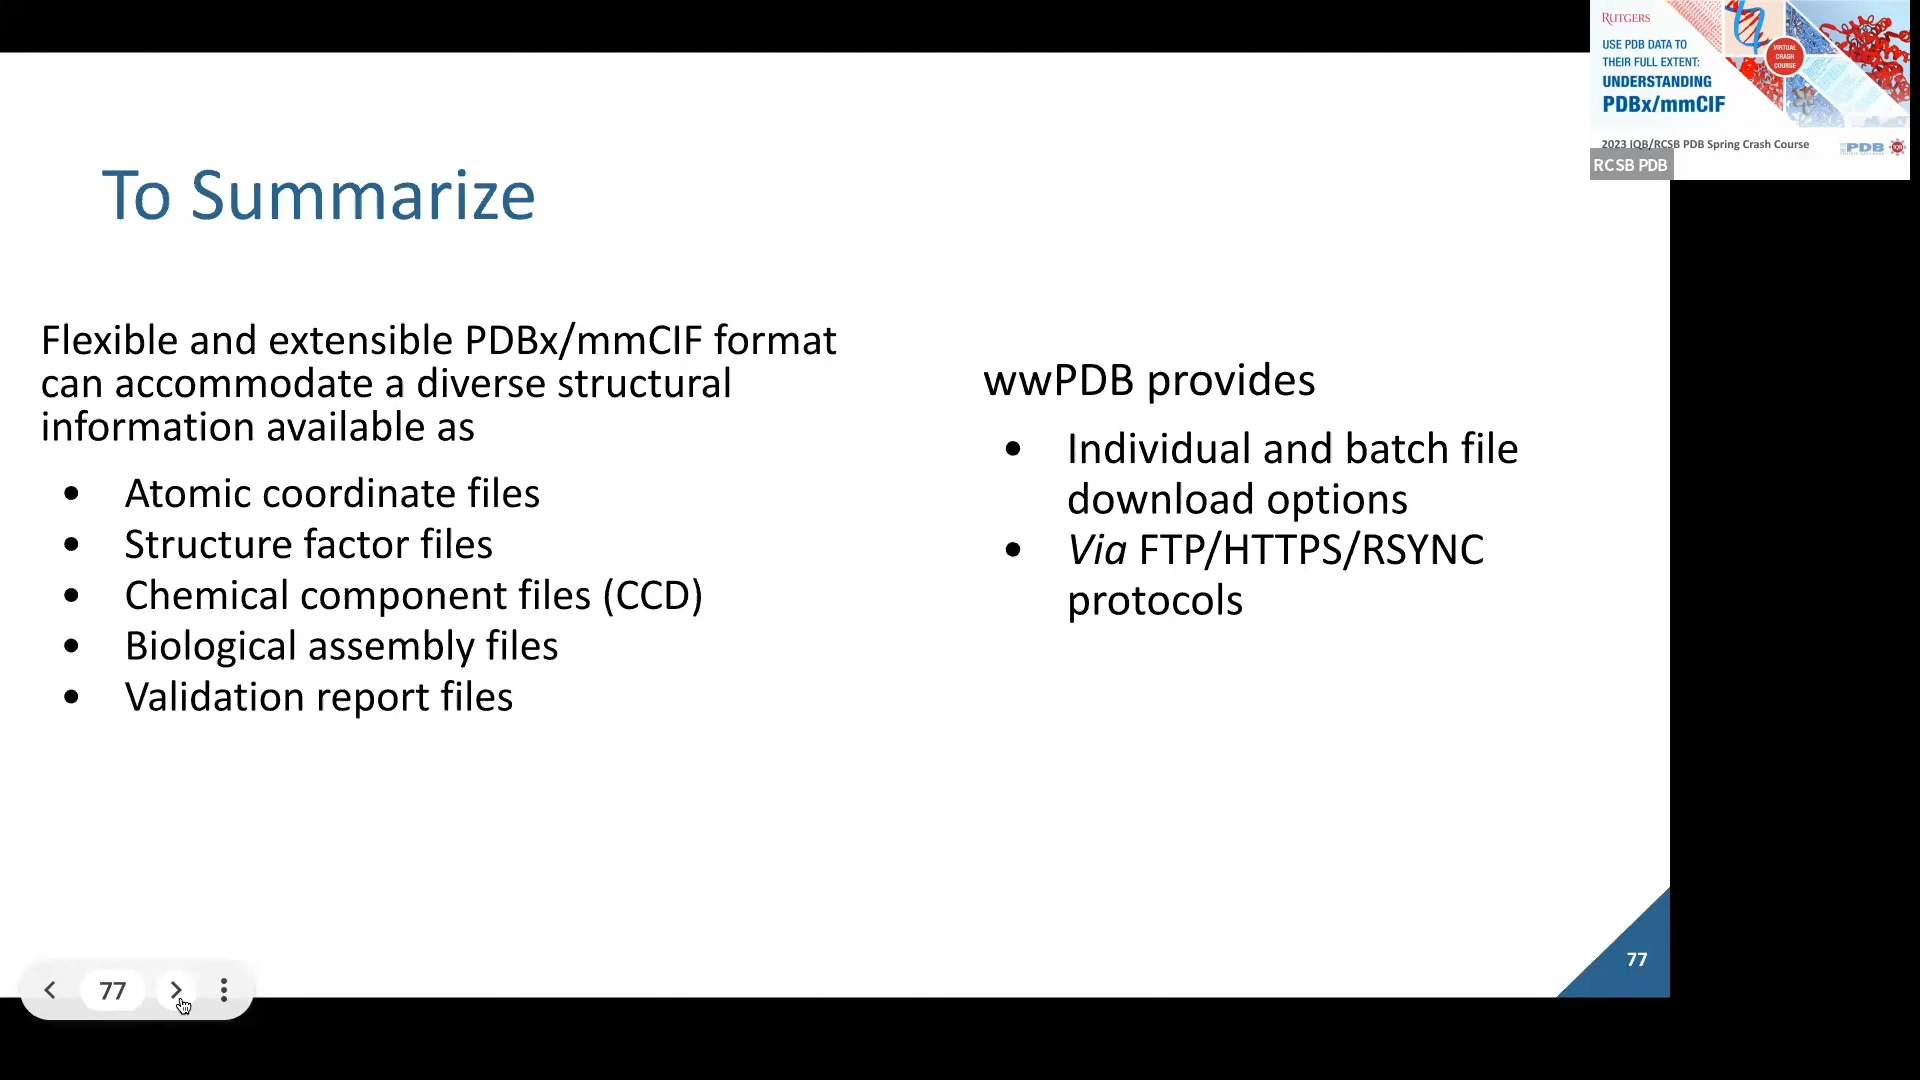 To Summarize
Flexible and extensible PDBx/mmCIF format
can accommodate a diverse structural
information available as
• Atomic coordinate files
• Structure factor files
• Chemical component files (CCD)
• Biological assembly files
• Validation report files
wwPDB provides
• Individual and batch file
download options
• Via FTP/HTTPS/RSYNC
protocols
77
77
RUTGERS
USE PDB DATA TO
THEIR FULL EXTENT:
UNDERSTANDING
PDBx/mmCIF
VIRTUAL
CRASH
COURSE
2023 IQB/RCSB PDB Spring Crash Course
PDB
RCSB PDB